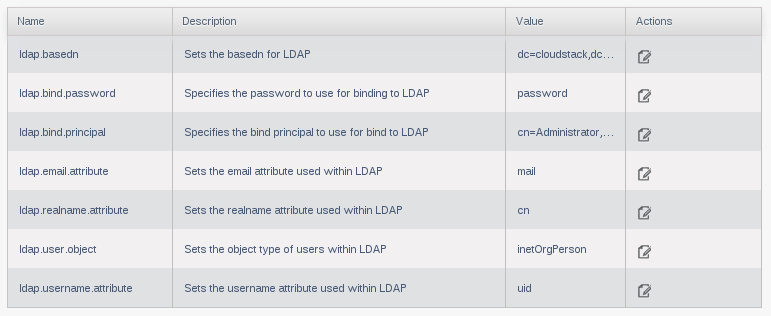 Name Description Value Actions
ldap.basedn Sets the basedn for LDAP dc=cloudstack,dc...
ldap.bind.password Specifies the password to use for binding to LDAP password
ldap.bind.principal Specifies the bind principal to use for bind to LDAP cn=Administrator,...
ldap.email.attribute Sets the email attribute used within LDAP mail
ldap.realname.attribute Sets the realname attribute used within LDAP cn
ldap.user.object Sets the object type of users within LDAP inetOrgPerson
ldap.username.attribute Sets the username attribute used within LDAP uid